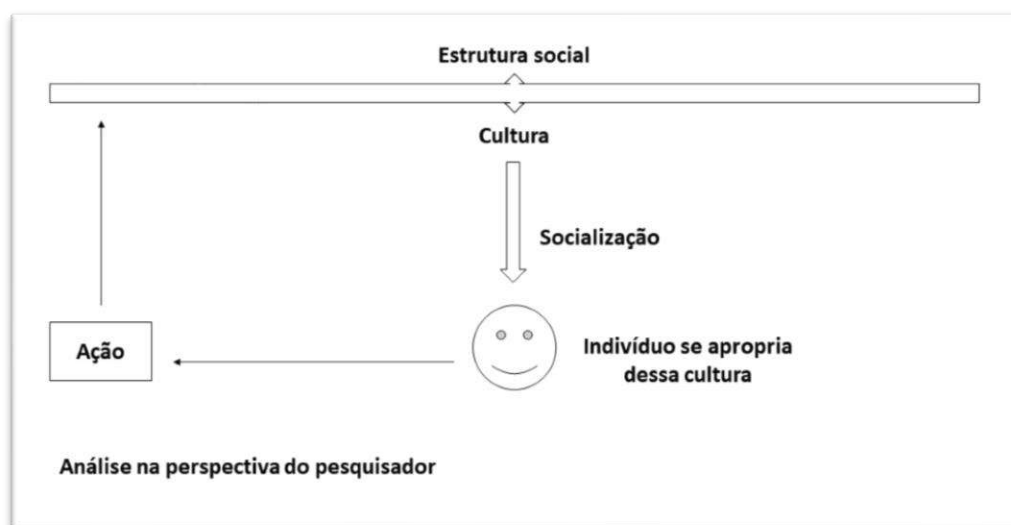 Estrutura social
Cultura
Socialização
Ação
Indivíduo se apropria
dessa cultura
Análise na perspectiva do pesquisador